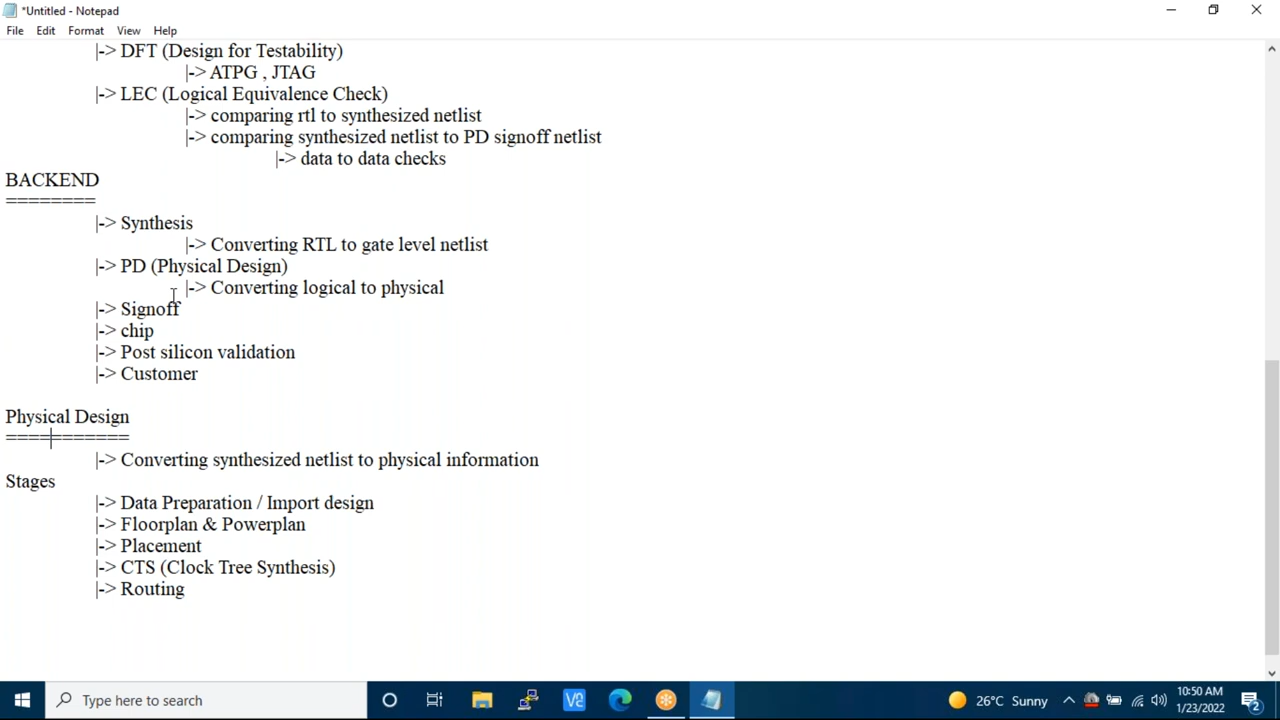 *Untitled - Notepad
File Edit Format View Help
|-> DFT (Design for Testability)
|-> ATPG , JTAG
|-> LEC (Logical Equivalence Check)
|-> comparing rtl to synthesized netlist
|-> comparing synthesized netlist to PD signoff netlist
|-> data to data checks
BACKEND
========
|-> Synthesis
|-> Converting RTL to gate level netlist
|-> PD (Physical Design)
|-> Converting logical to physical
|-> Signoff
|-> chip
|-> Post silicon validation
|-> Customer
Physical Design
===========
|-> Converting synthesized netlist to physical information
Stages
|-> Data Preparation / Import design
|-> Floorplan & Powerplan
|-> Placement
|-> CTS (Clock Tree Synthesis)
|-> Routing
Type here to search
26°C Sunny
10:50 AM
1/23/2022
2